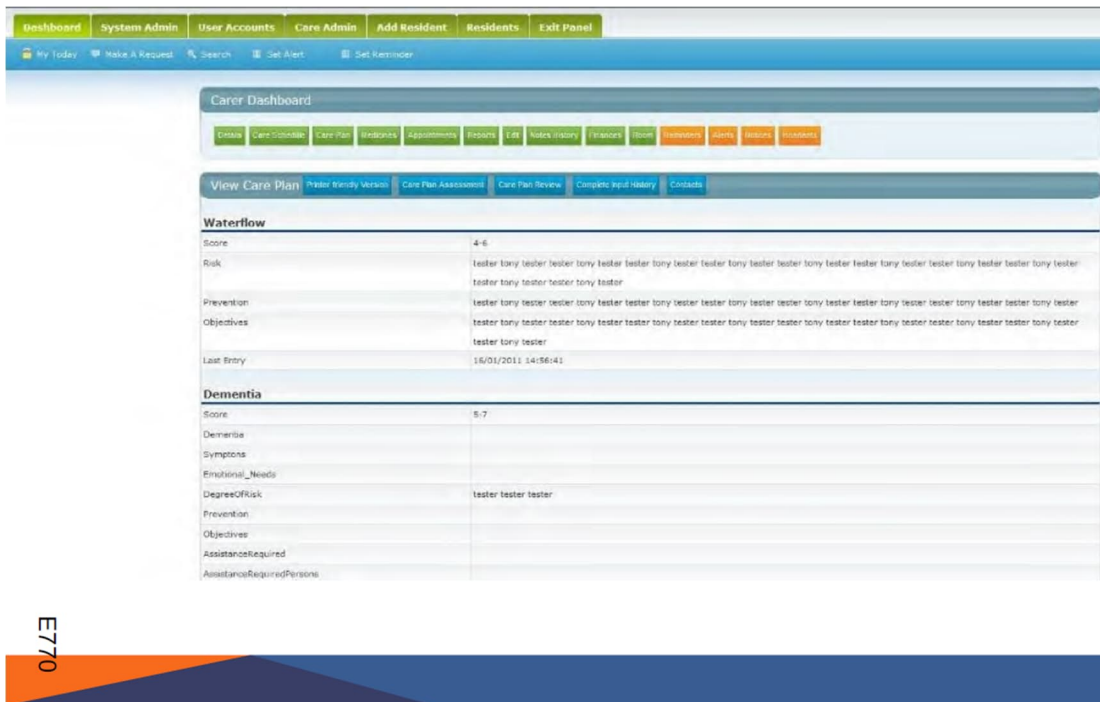 Dashboard System Admin User Accounts Care Admin Add Resident Residents Exit Panel
My Today Make A Request Search Set Alert Set Reminder
Carer Dashboard
Details Care Schedule Care Plan Medicines Appointments Reports Edit Notes History Finances Room Reminders Alerts Notices Incidents
View Care Plan Printer friendly Version Care Plan Assessment Care Plan Review Complete Input History Contacts
Waterflow
Score 4-6
Risk tester tony tester tester tony tester tester tony tester tester tony tester tester tony tester tester tony tester tester tony tester tester tony tester
tester tony tester tester tony tester
Prevention tester tony tester tester tony tester tester tony tester tester tony tester tester tony tester tester tony tester tester tony tester tester tony tester
Objectives tester tony tester tester tony tester tester tony tester tester tony tester tester tony tester tester tony tester tester tony tester tester tony tester
tester tony tester
Last Entry 16/01/2011 14:56:41
Dementia
Score 5-7
Dementia
Symptons
Emotional_Needs
DegreeOfRisk tester tester tester
Prevention
Objectives
AssistanceRequired
AssistanceRequiredPersons
E770